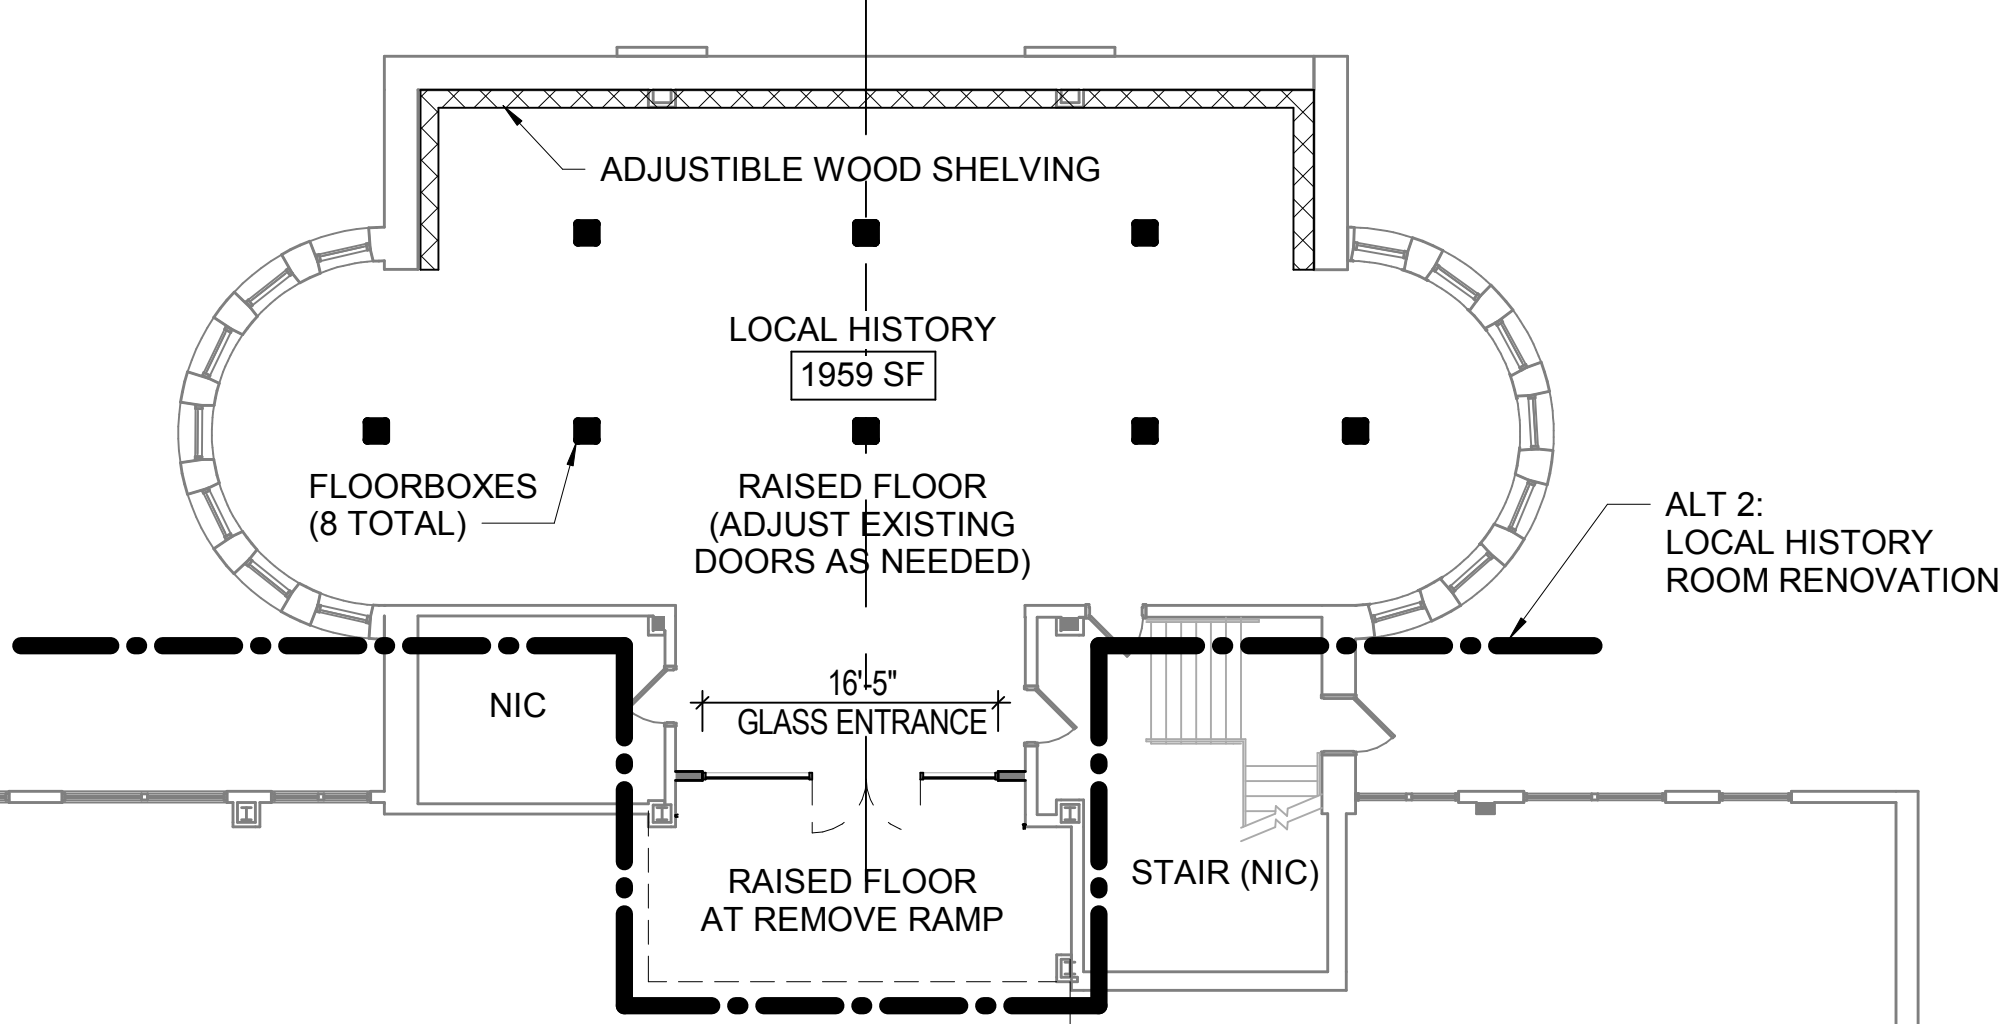 ADJUSTIBLE WOOD SHELVING
LOCAL HISTORY
1959 SF
FLOORBOXES
(8 TOTAL)
RAISED FLOOR
(ADJUST EXISTING
DOORS AS NEEDED)
ALT 2:
LOCAL HISTORY
ROOM RENOVATION
NIC
16'-5"
GLASS ENTRANCE
STAIR (NIC)
RAISED FLOOR
AT REMOVE RAMP